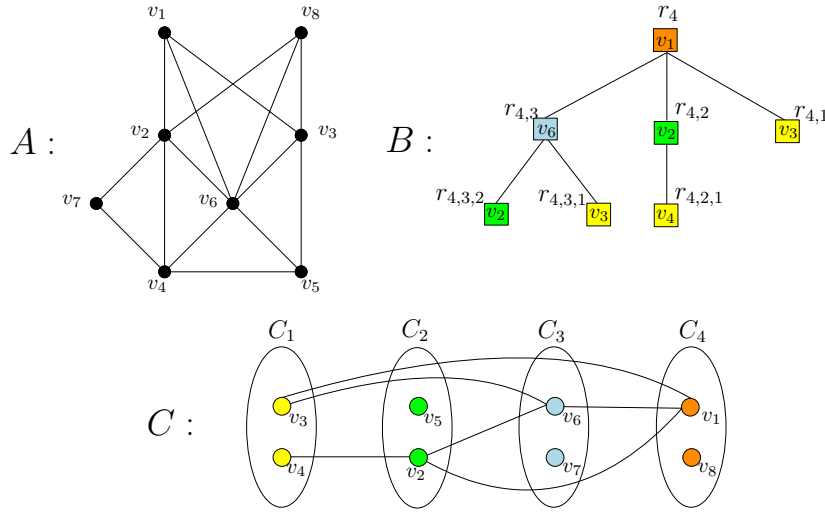 A :
v₁
v₈
v₂
v₃
v₇
v₆
v₄
v₅
B :
r₄
v₁
r₄,₃
v₆
r₄,₂
v₂
r₄,₁
v₃
r₄,₃,₂
v₂
r₄,₃,₁
v₃
r₄,₂,₁
v₄
C :
C₁
C₂
C₃
C₄
v₃
v₅
v₆
v₁
v₄
v₂
v₇
v₈